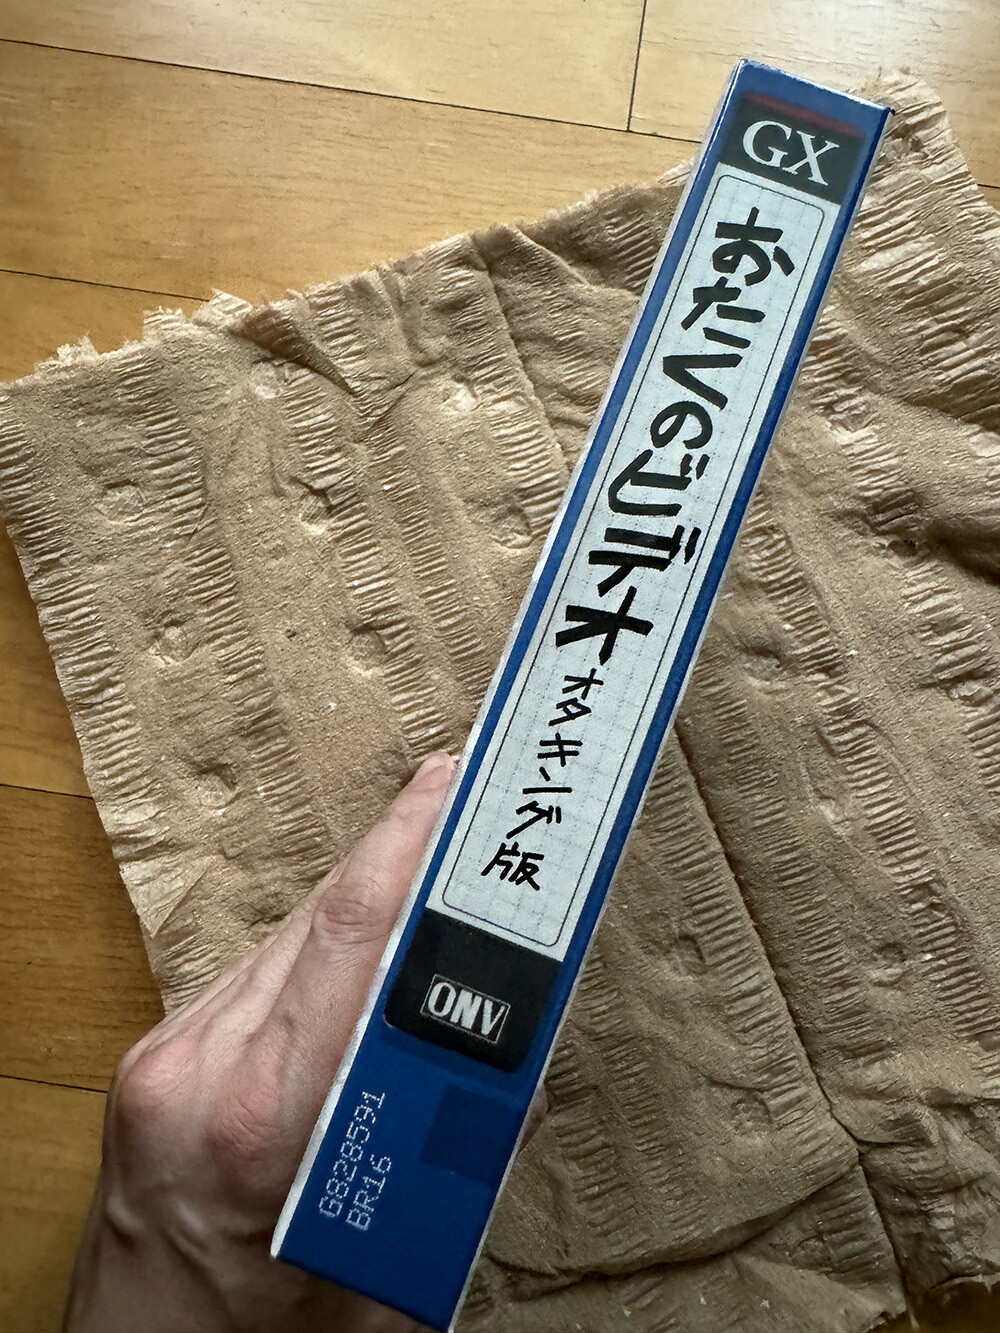 GX
おたくのビデオ
オタキング版
ONV
G828591
BR16